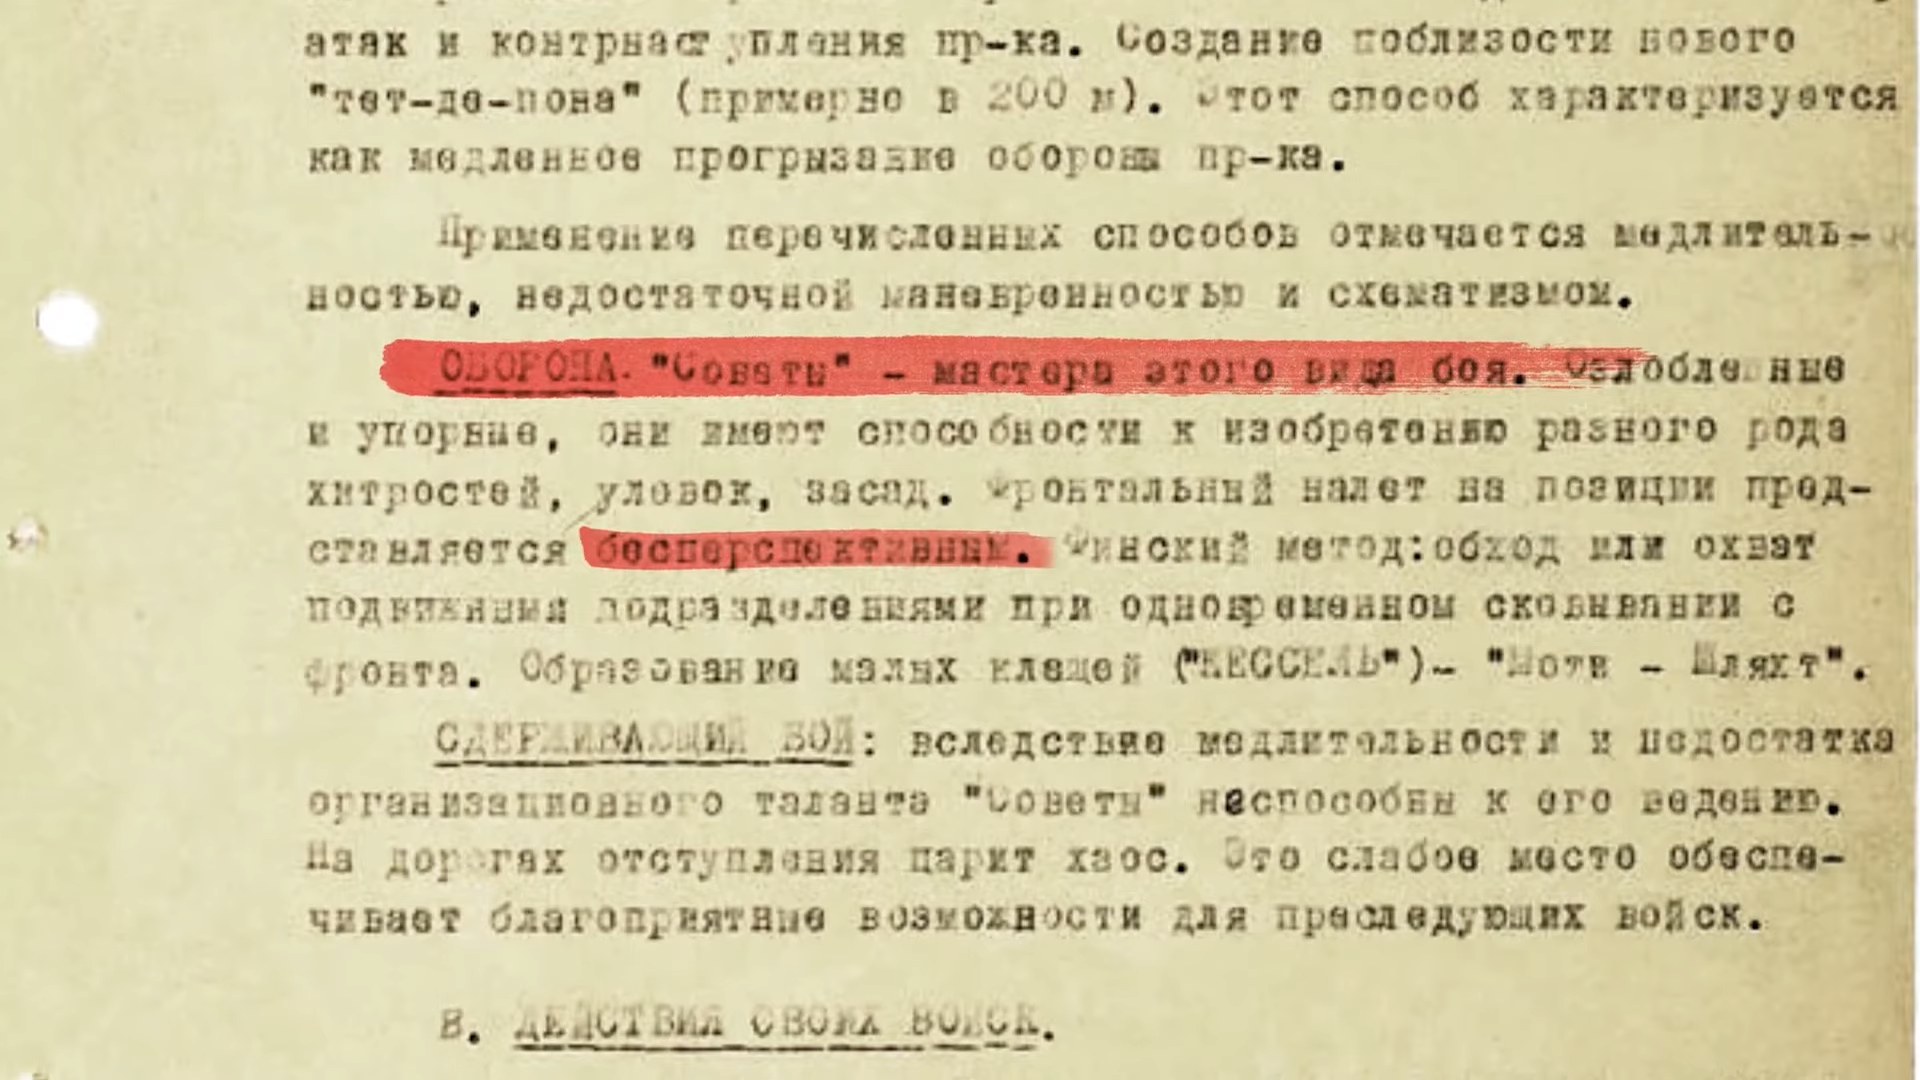 атак и контрнаступления пр-ка. Создание поблизости нового
"тет-де-пона" (примерно в 200 м). Этот способ характеризуется
как медленное прогрызание обороны пр-ка.
Применение перечисленных способов отмечается медлитель-
ностью, недостаточной маневренностью и схематизмом.
ОБОРОНА. "Советы" - мастера этого вида боя. Озлобленные
и упорные, они имеют способности к изобретению разного рода
хитростей, уловок, засад. Фронтальный налет на позиции пред-
ставляется бесперспективным. Финский метод:обход или охват
подвижными подразделениями при одновременном сковывании с
фронта. Образование малых клещей ("КЕССЕЛЬ")- "Моти - Шляхт".
СДЕРЖИВАЮЩИЙ БОЙ: вследствие медлительности и недостатка
организационного таланта "Советы" неспособны к его ведению.
На дорогах отступления царит хаос. Это слабое место обеспе-
чивает благоприятные возможности для преследующих войск.
В. ДЕЙСТВИЯ СВОИХ ВОЙСК.